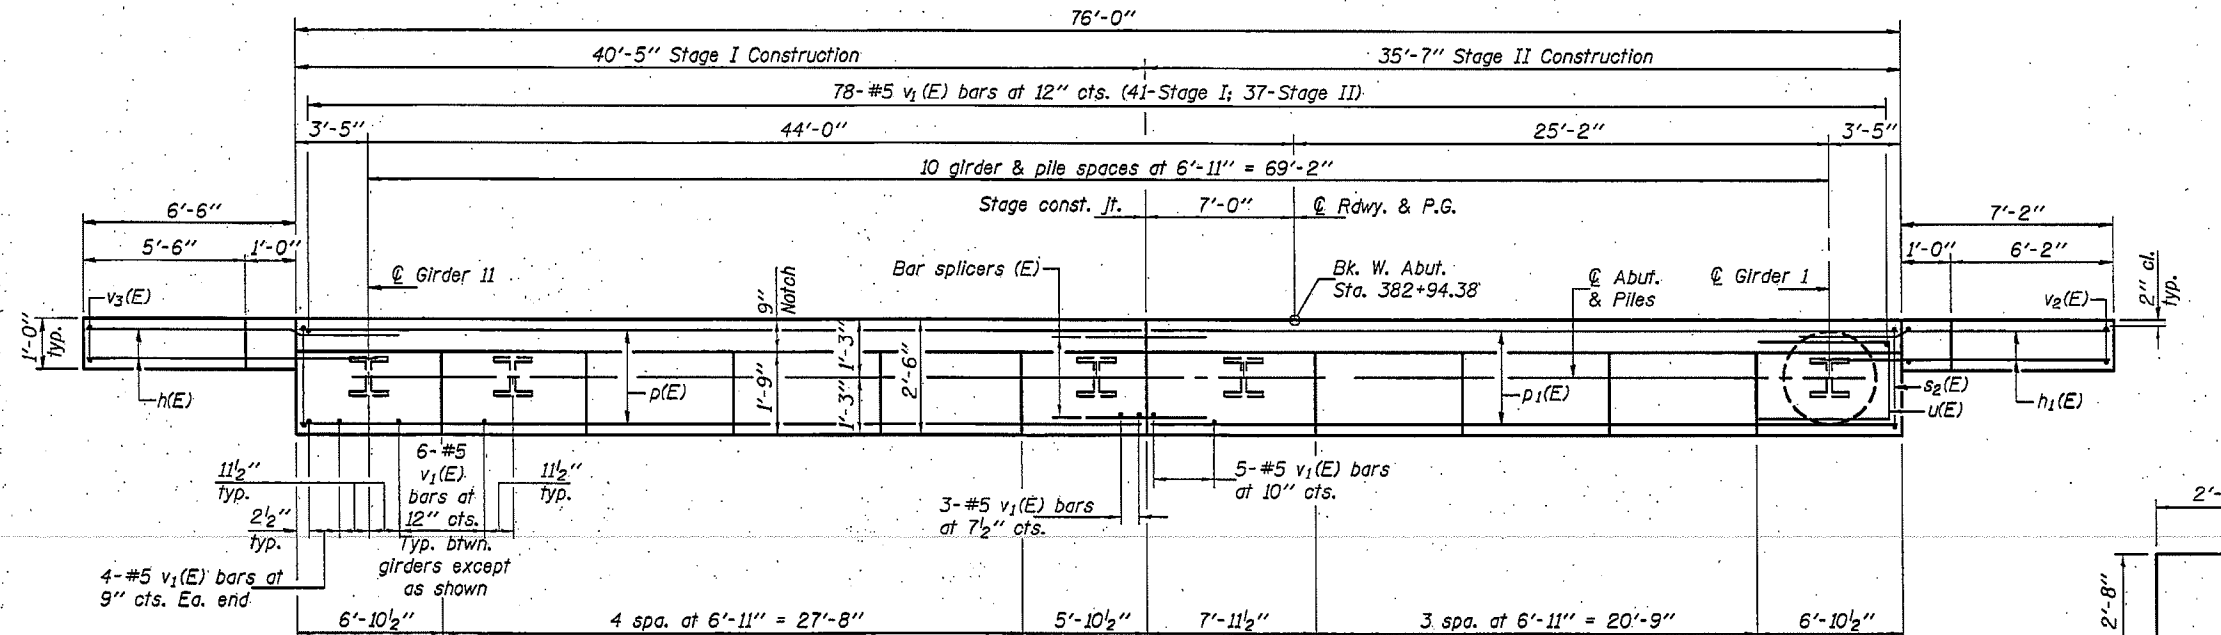 76'-0"
40'-5" Stage I Construction
35'-7" Stage II Construction
78-#5 v1(E) bars at 12" cts. (41-Stage I; 37-Stage II)
3'-5"
44'-0"
25'-2"
3'-5"
10 girder & pile spaces at 6'-11" = 69'-2"
6'-6"
Stage const. jt.
7'-0"
℄ Rdwy. & P.G.
7'-2"
5'-6"
1'-0"
1'-0"
6'-2"
℄ Girder 11
Bar splicers (E)
Bk. W. Abut.
Sta. 382+94.38
℄ Abut.
& Piles
℄ Girder 1
2" cl.
typ.
v3(E)
9"
Notch
v2(E)
1'-0"
typ.
h(E)
p(E)
1'-9"
1'-3"
1'-3"
2'-6"
p1(E)
s2(E)
u(E)
h1(E)
11½"
typ.
6-#5
v1(E)
bars at
12" cts.
Typ. btwn.
girders except
as shown
11½"
typ.
2½"
typ.
4-#5 v1(E) bars at
9" cts. Ea. end
3-#5 v1(E) bars
at 7½" cts.
5-#5 v1(E) bars
at 10" cts.
2'-
2'-8"
6'-10½"
4 spa. at 6'-11" = 27'-8"
5'-10½"
7'-11½"
3 spa. at 6'-11" = 20'-9"
6'-10½"